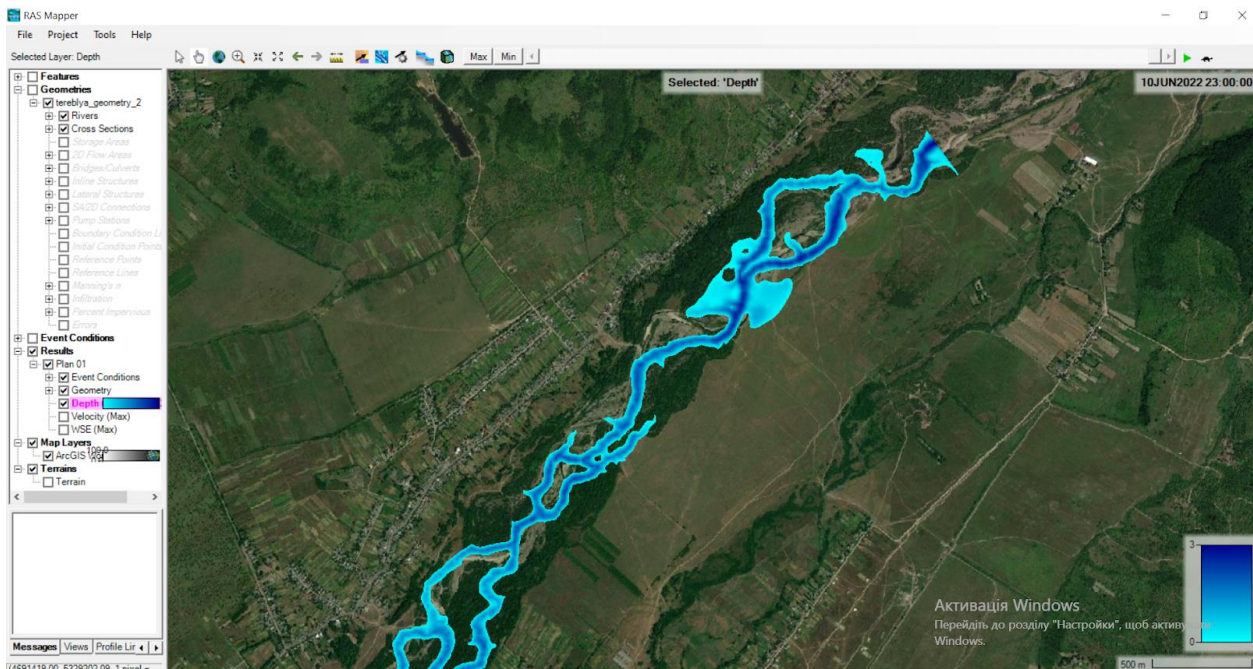 RAS Mapper
File Project Tools Help
Selected Layer: Depth
Max Min
Selected: 'Depth'
10JUN2022 23:00:00
Features
Geometries
tereblya_geometry_2
Rivers
Cross Sections
Storage Areas
2D Flow Areas
Bridges/Culverts
Inline Structures
Lateral Structures
SA/2D Connections
Pump Stations
Boundary Condition Li
Initial Condition Points
Reference Points
Reference Lines
Manning's n
Infiltration
Percent Impervious
Errors
Event Conditions
Results
Plan 01
Event Conditions
Geometry
Depth
Velocity (Max)
WSE (Max)
Map Layers
ArcGIS
Terrains
Terrain
Messages Views Profile Lir
3
0
Активація Windows
Перейдіть до розділу "Настройки", щоб активу
Windows.
500 m